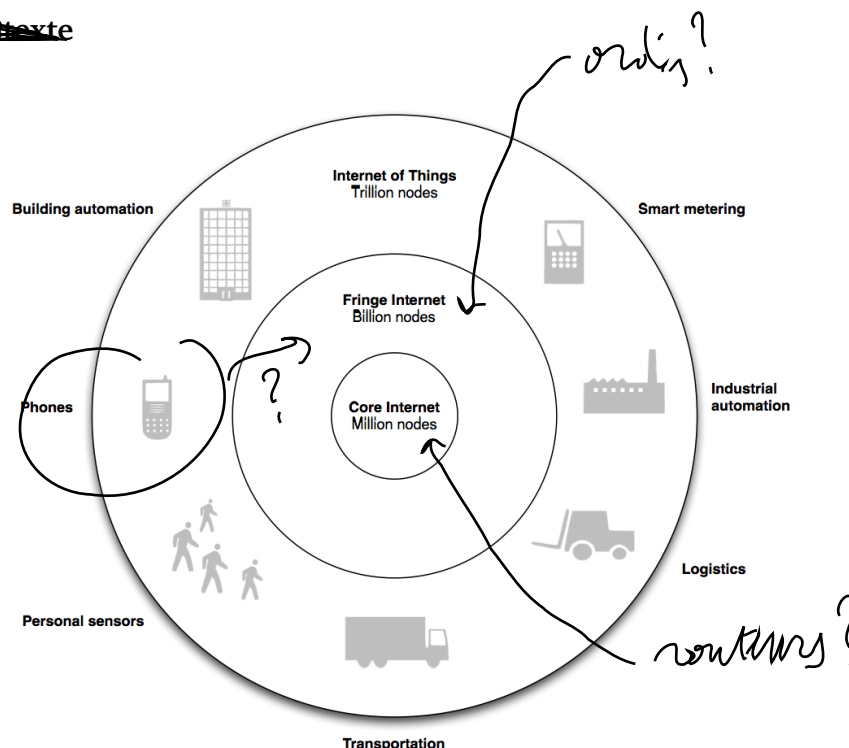 texte
ordis?
Internet of Things
Trillion nodes
Building automation
Smart metering
Fringe Internet
Billion nodes
Phones
?
Core Internet
Million nodes
Industrial
automation
Logistics
Personal sensors
routeurs?
Transportation